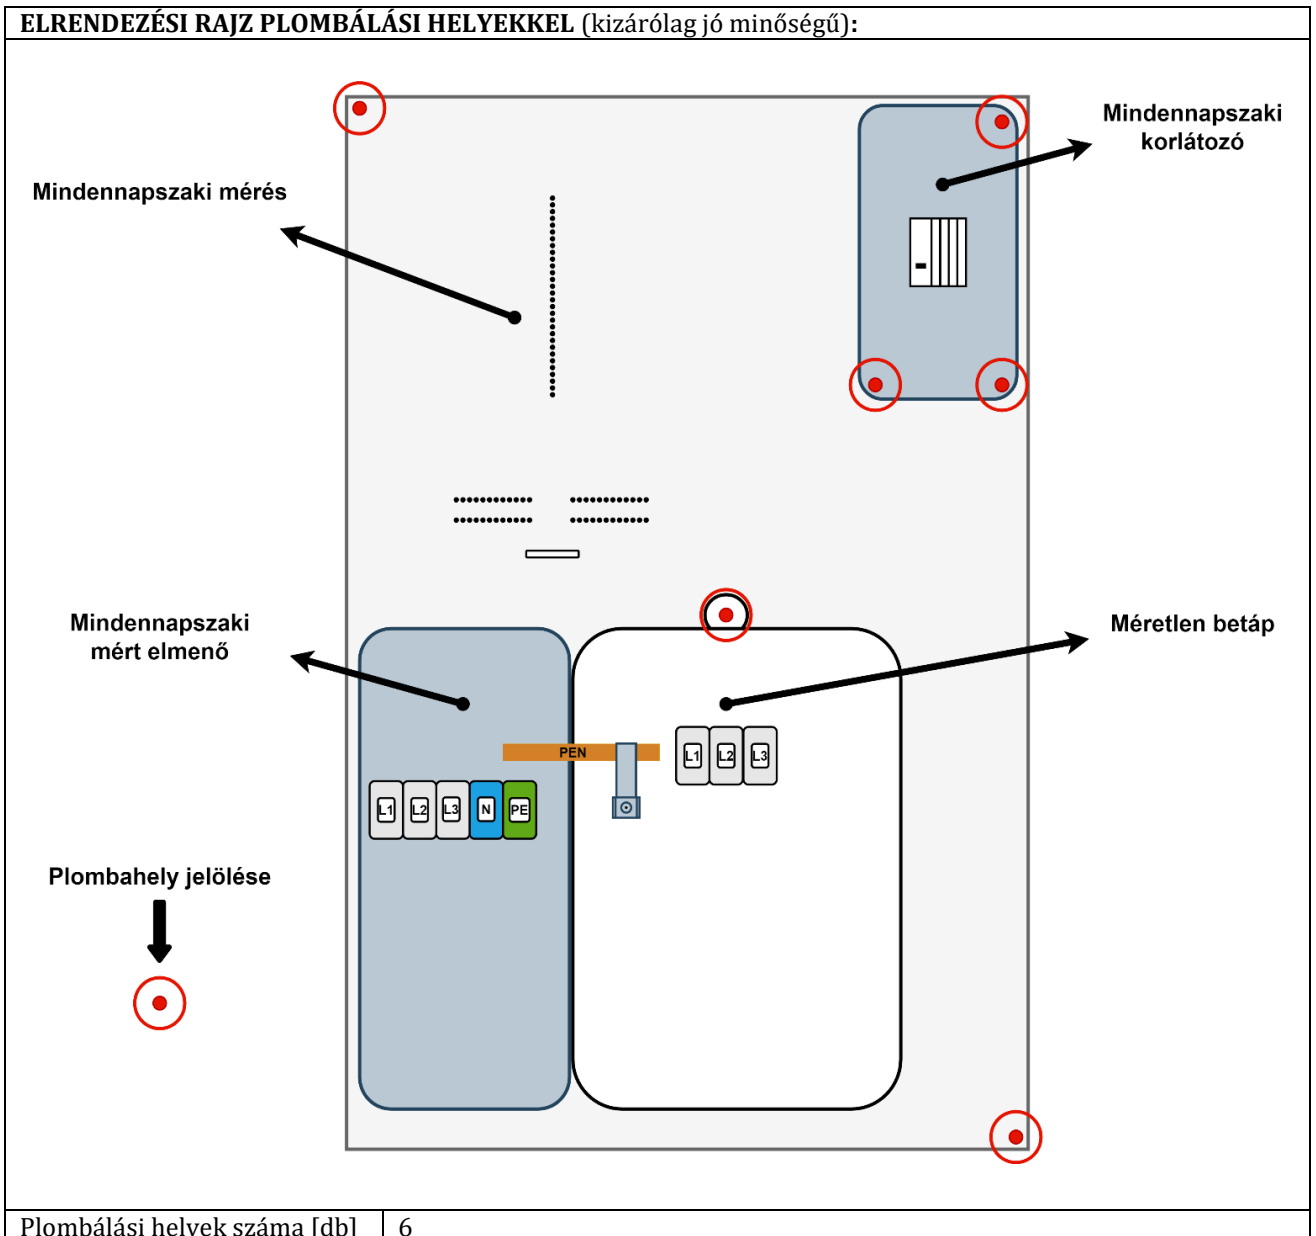 ELRENDEZÉSI RAJZ PLOMBÁLÁSI HELYEKKEL (kizárólag jó minőségű):
Mindennapszaki
korlátozó
Mindennapszaki mérés
Mindennapszaki
mért elmenő
Méretlen betáp
PEN
L1 L2 L3
L1 L2 L3 N PE
Plombahely jelölése
Plombálási helyek száma [db] 6